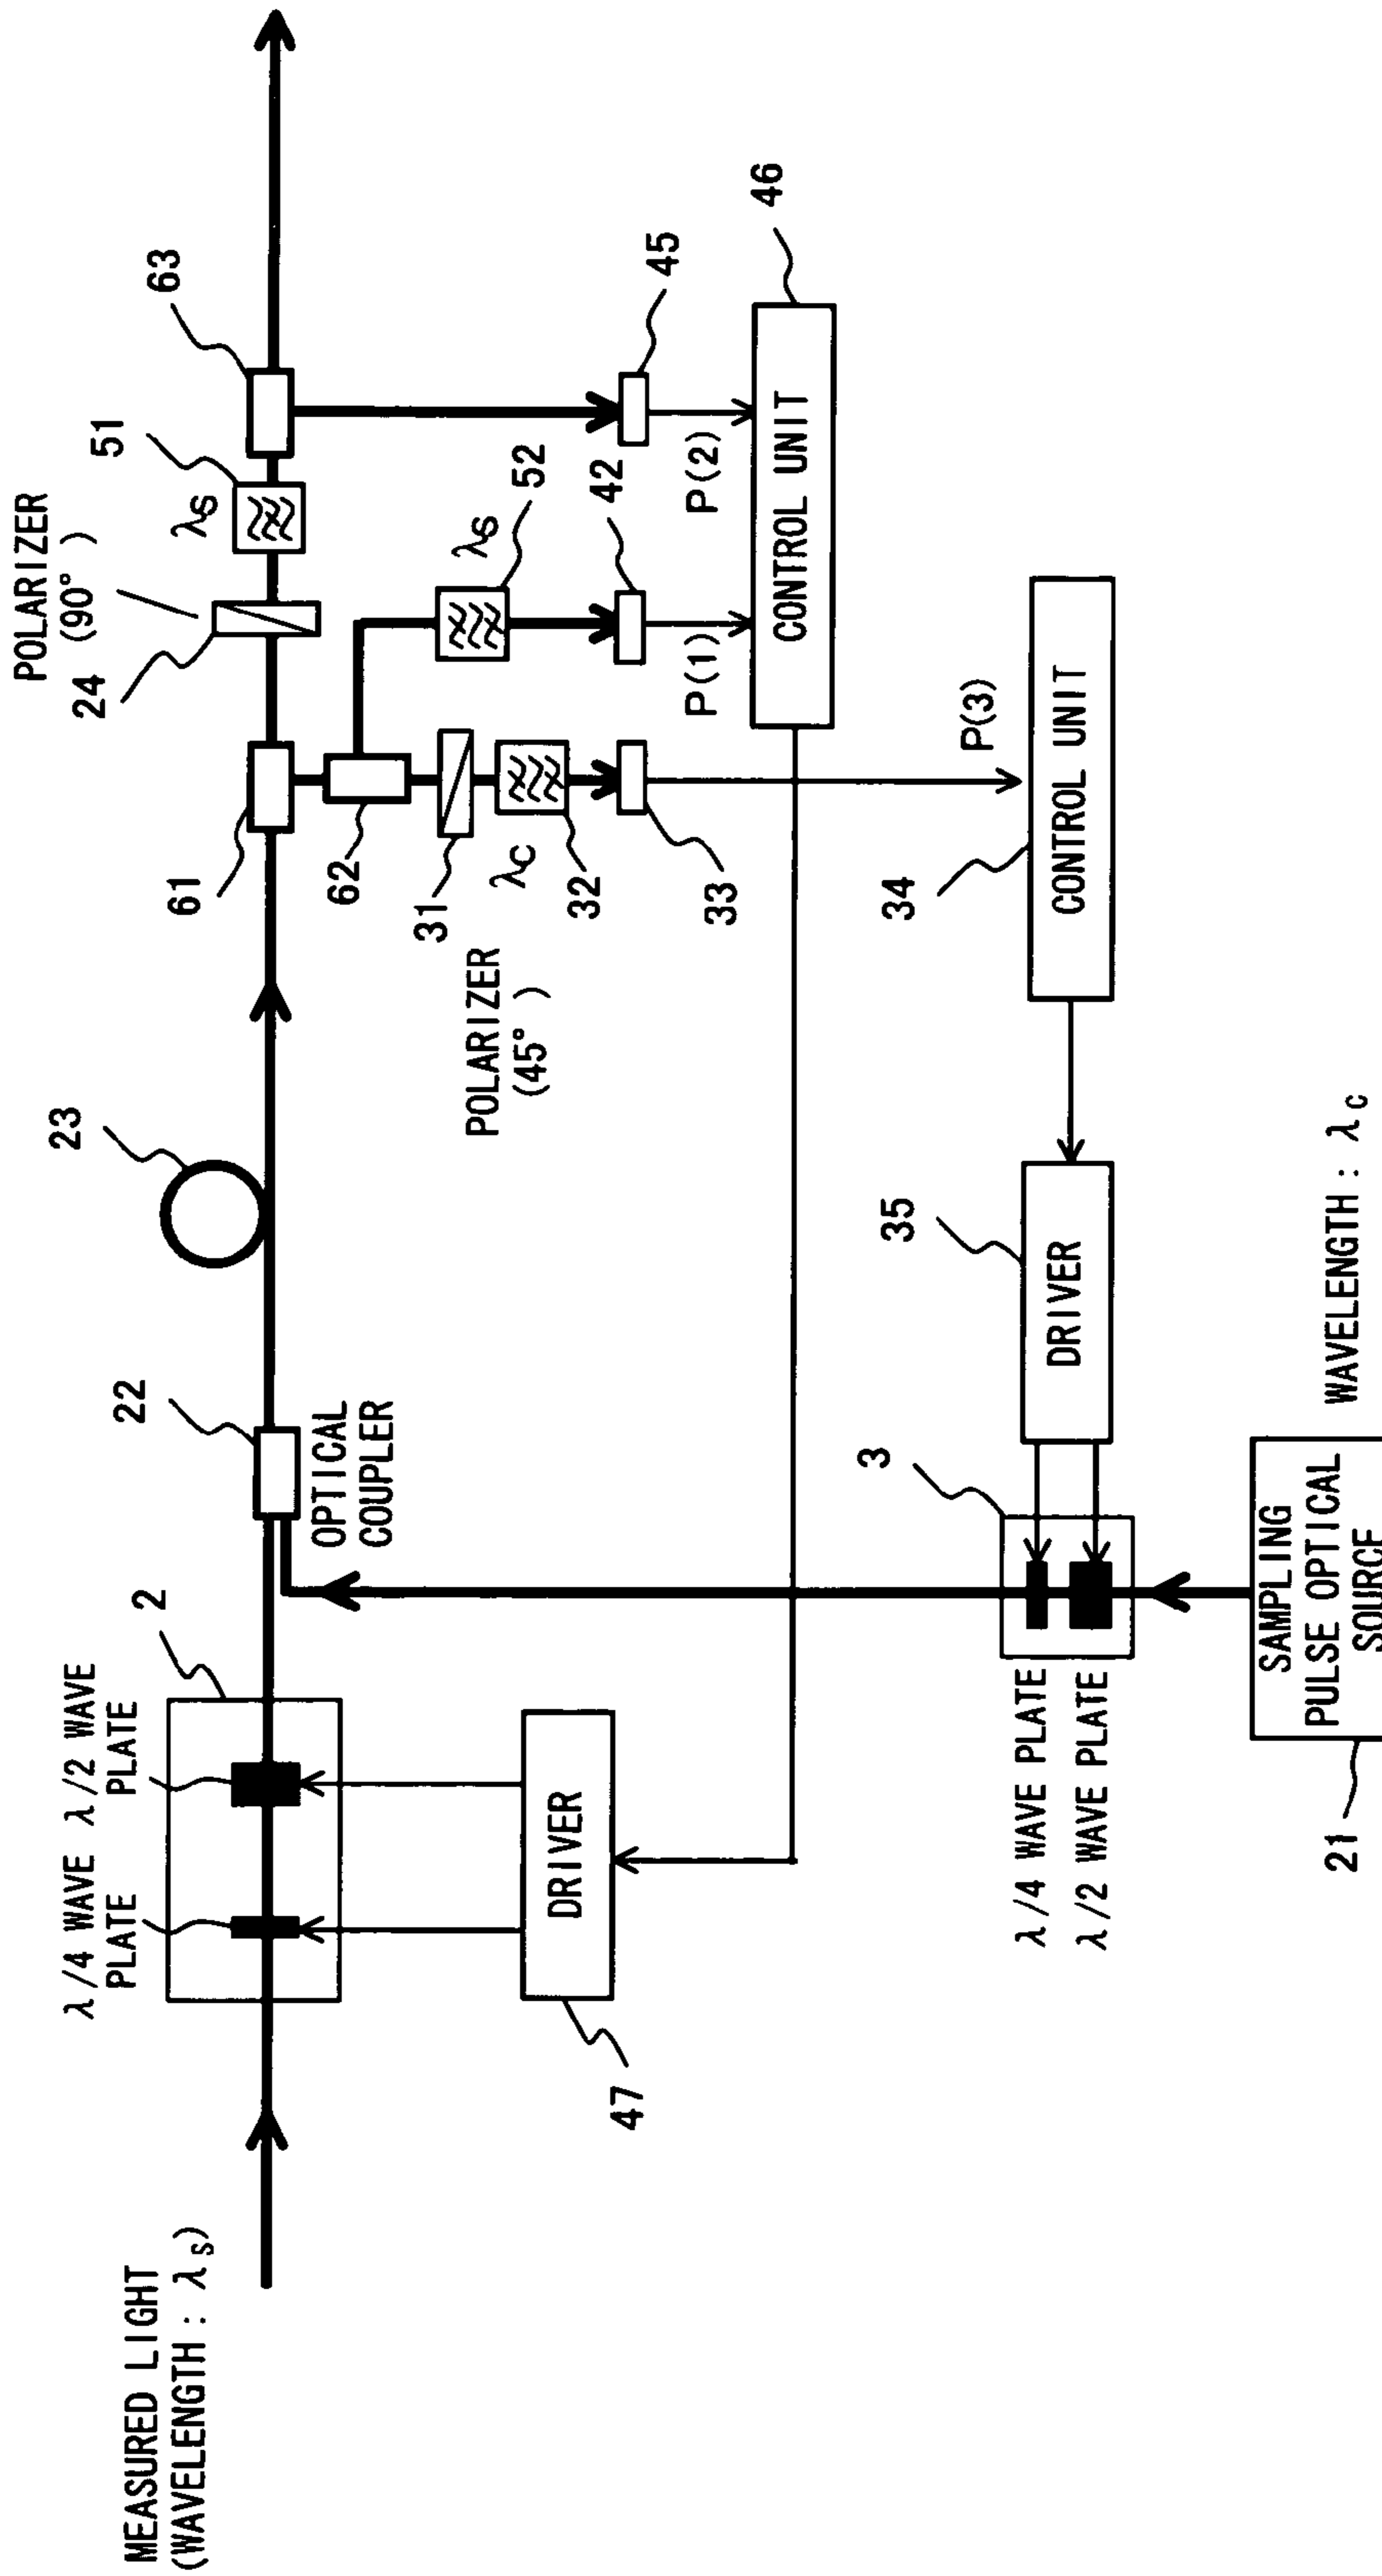 MEASURED LIGHT
(WAVELENGTH : λs)
λ/4 WAVE
PLATE
λ/2 WAVE
PLATE
2
DRIVER
47
22
OPTICAL
COUPLER
23
61
62
POLARIZER
(90° )
24
λs
51
63
31
POLARIZER
(45° )
λc
32
33
λs
52
42
45
P(1)
P(2)
CONTROL UNIT
46
P(3)
34
CONTROL UNIT
35
DRIVER
3
λ/4 WAVE PLATE
λ/2 WAVE PLATE
SAMPLING
PULSE OPTICAL
SOURCE
21
WAVELENGTH : λc